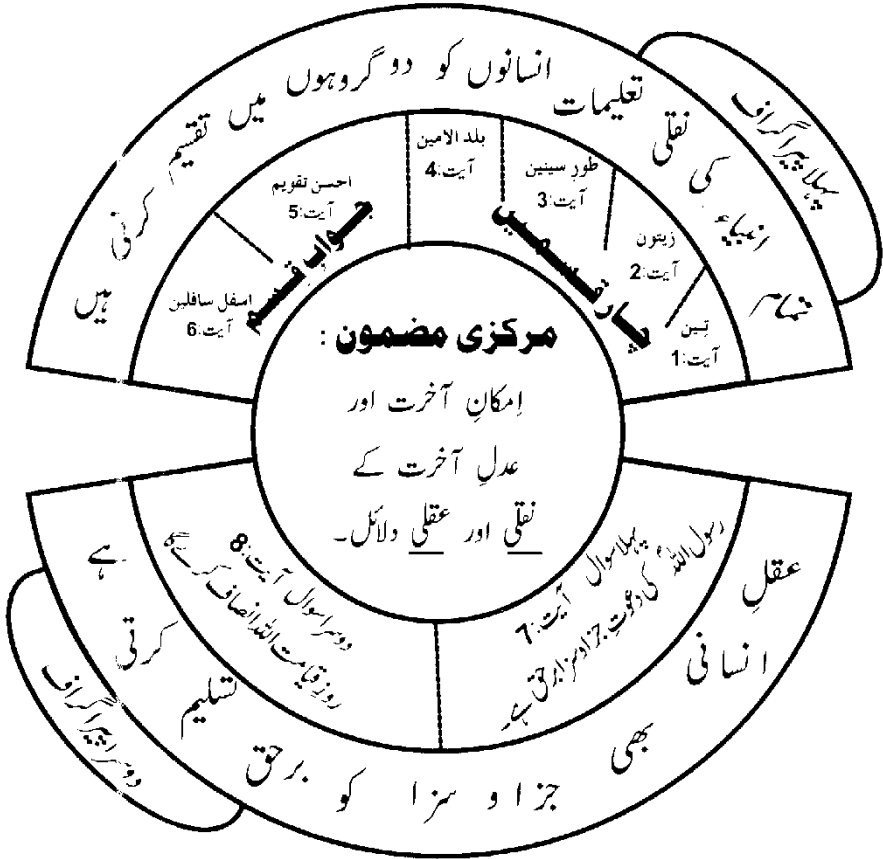 پہلا پیراگراف
تمام انبیاء کی نقلی تعلیمات انسانوں کو دو گروہوں میں تقسیم کرتی ہیں
چار قسمیں
تین
آیت:1
زیتون
آیت:2
طورِ سینین
آیت:3
بلد الامین
آیت:4
جوابِ قسم
احسن تقویم
آیت:5
اسفل سافلین
آیت:6
مرکزی مضمون :
اِمکانِ آخرت اور
عدلِ آخرت کے
نقلی اور عقلی دلائل۔
پہلا سوال آیت:7
رسول اللہؐ کی دعوتِ جزا و سزا برحق ہے۔
دوسرا سوال آیت:8
روزِ قیامت اللہ انصاف کرے گا
عقلِ انسانی بھی جزا و سزا کو برحق تسلیم کرتی ہے
دوسرا پیراگراف